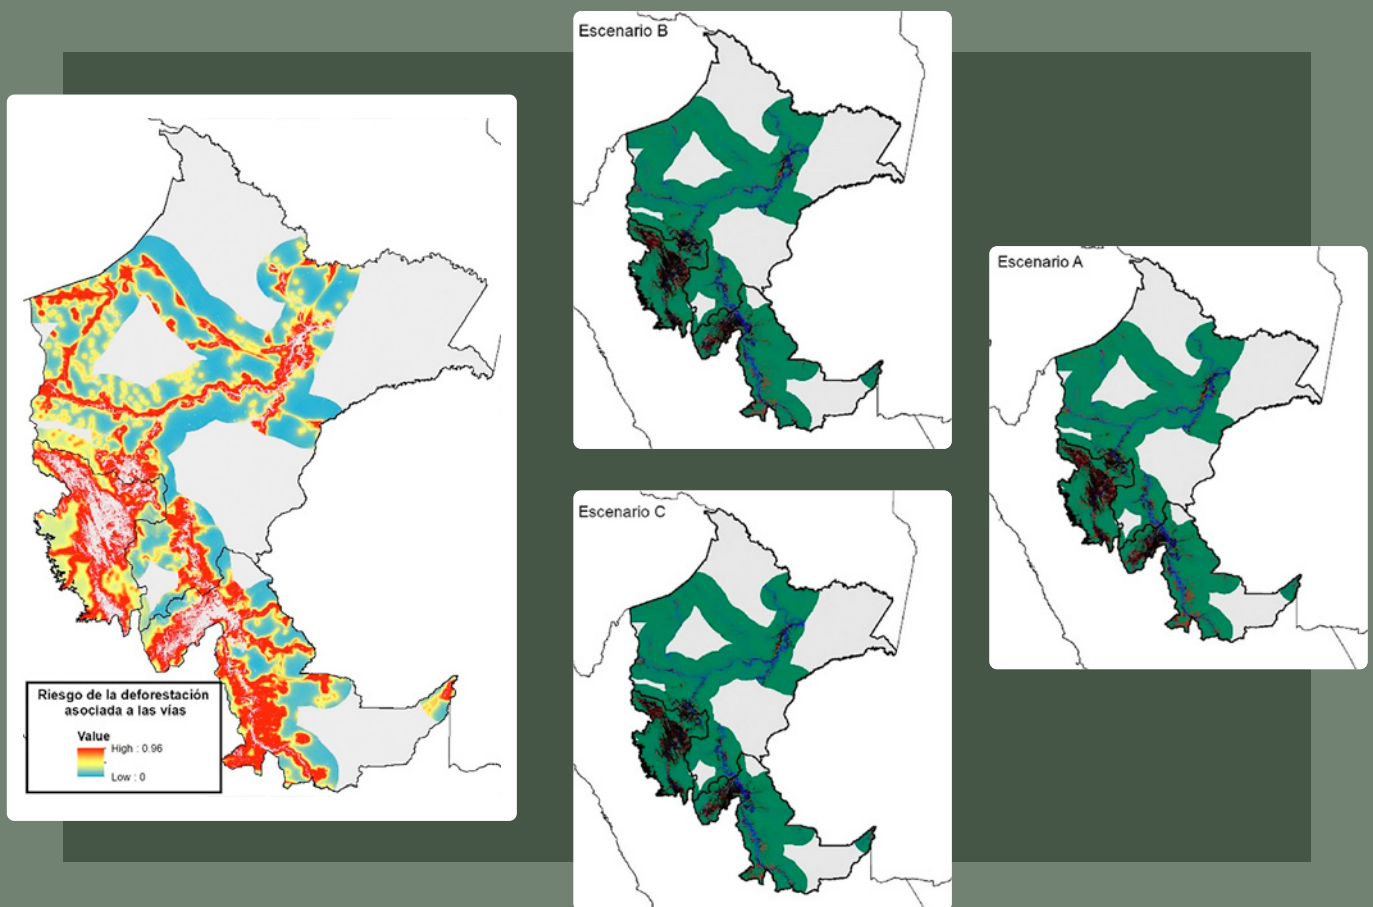 Riesgo de la deforestación
asociada a las vías
Value
High : 0.96
Low : 0
Escenario B
Escenario C
Escenario A